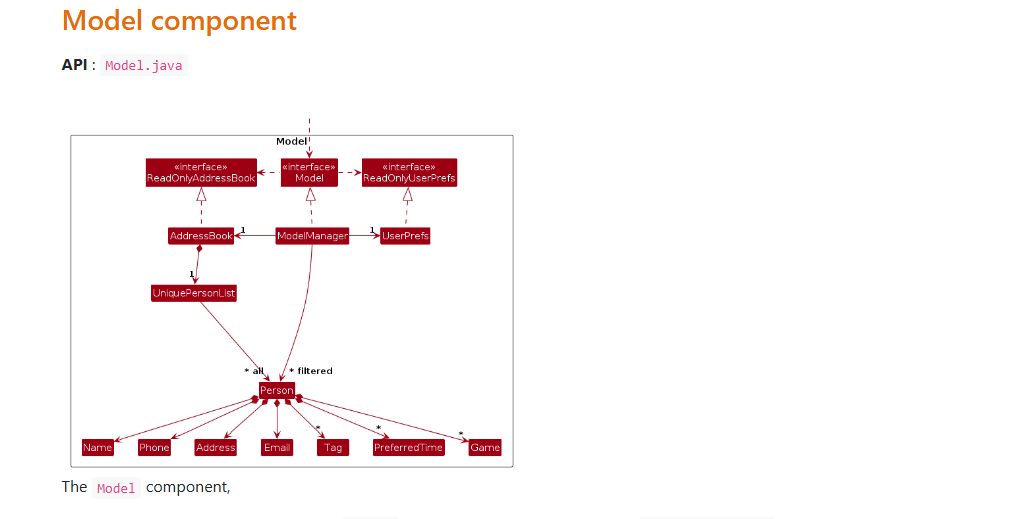 Model component
API : Model.java
Model
«interface»
ReadOnlyAddressBook
«interface»
Model
«interface»
ReadOnlyUserPrefs
AddressBook
1
ModelManager
1
UserPrefs
1
UniquePersonList
* all
* filtered
Person
*
*
*
Name
Phone
Address
Email
Tag
PreferredTime
Game
The Model component,